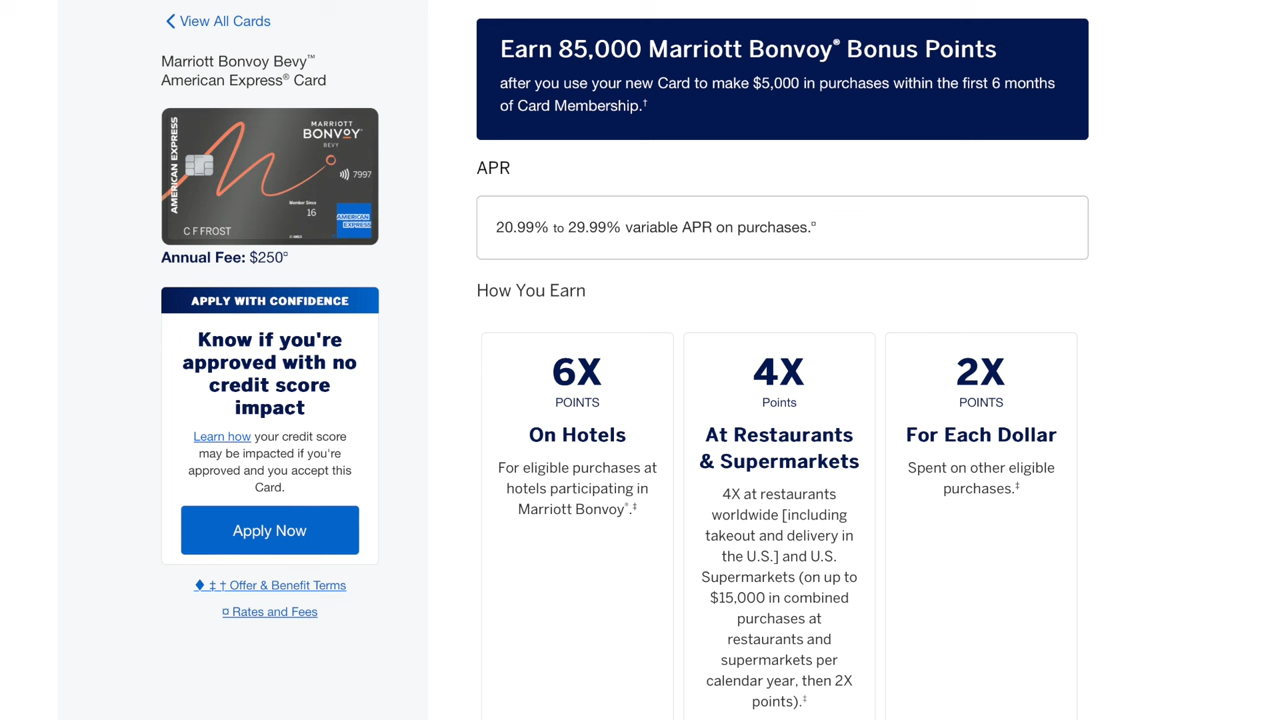 View All Cards
Marriott Bonvoy Bevy™
American Express® Card
AMERICAN EXPRESS
MARRIOTT
BONVOY®
BEVY
7997
Member Since
16
AMERICAN
EXPRESS
C F FROST
Annual Fee: $250¤
APPLY WITH CONFIDENCE
Know if you're
approved with no
credit score
impact
Learn how your credit score
may be impacted if you're
approved and you accept this
Card.
Apply Now
♦ ‡ † Offer & Benefit Terms
¤ Rates and Fees
Earn 85,000 Marriott Bonvoy® Bonus Points
after you use your new Card to make $5,000 in purchases within the first 6 months
of Card Membership.†
APR
20.99% to 29.99% variable APR on purchases.¤
How You Earn
6X
POINTS
On Hotels
For eligible purchases at
hotels participating in
Marriott Bonvoy®.‡
4X
Points
At Restaurants
& Supermarkets
4X at restaurants
worldwide [including
takeout and delivery in
the U.S.] and U.S.
Supermarkets (on up to
$15,000 in combined
purchases at
restaurants and
supermarkets per
calendar year, then 2X
points).‡
2X
POINTS
For Each Dollar
Spent on other eligible
purchases.‡